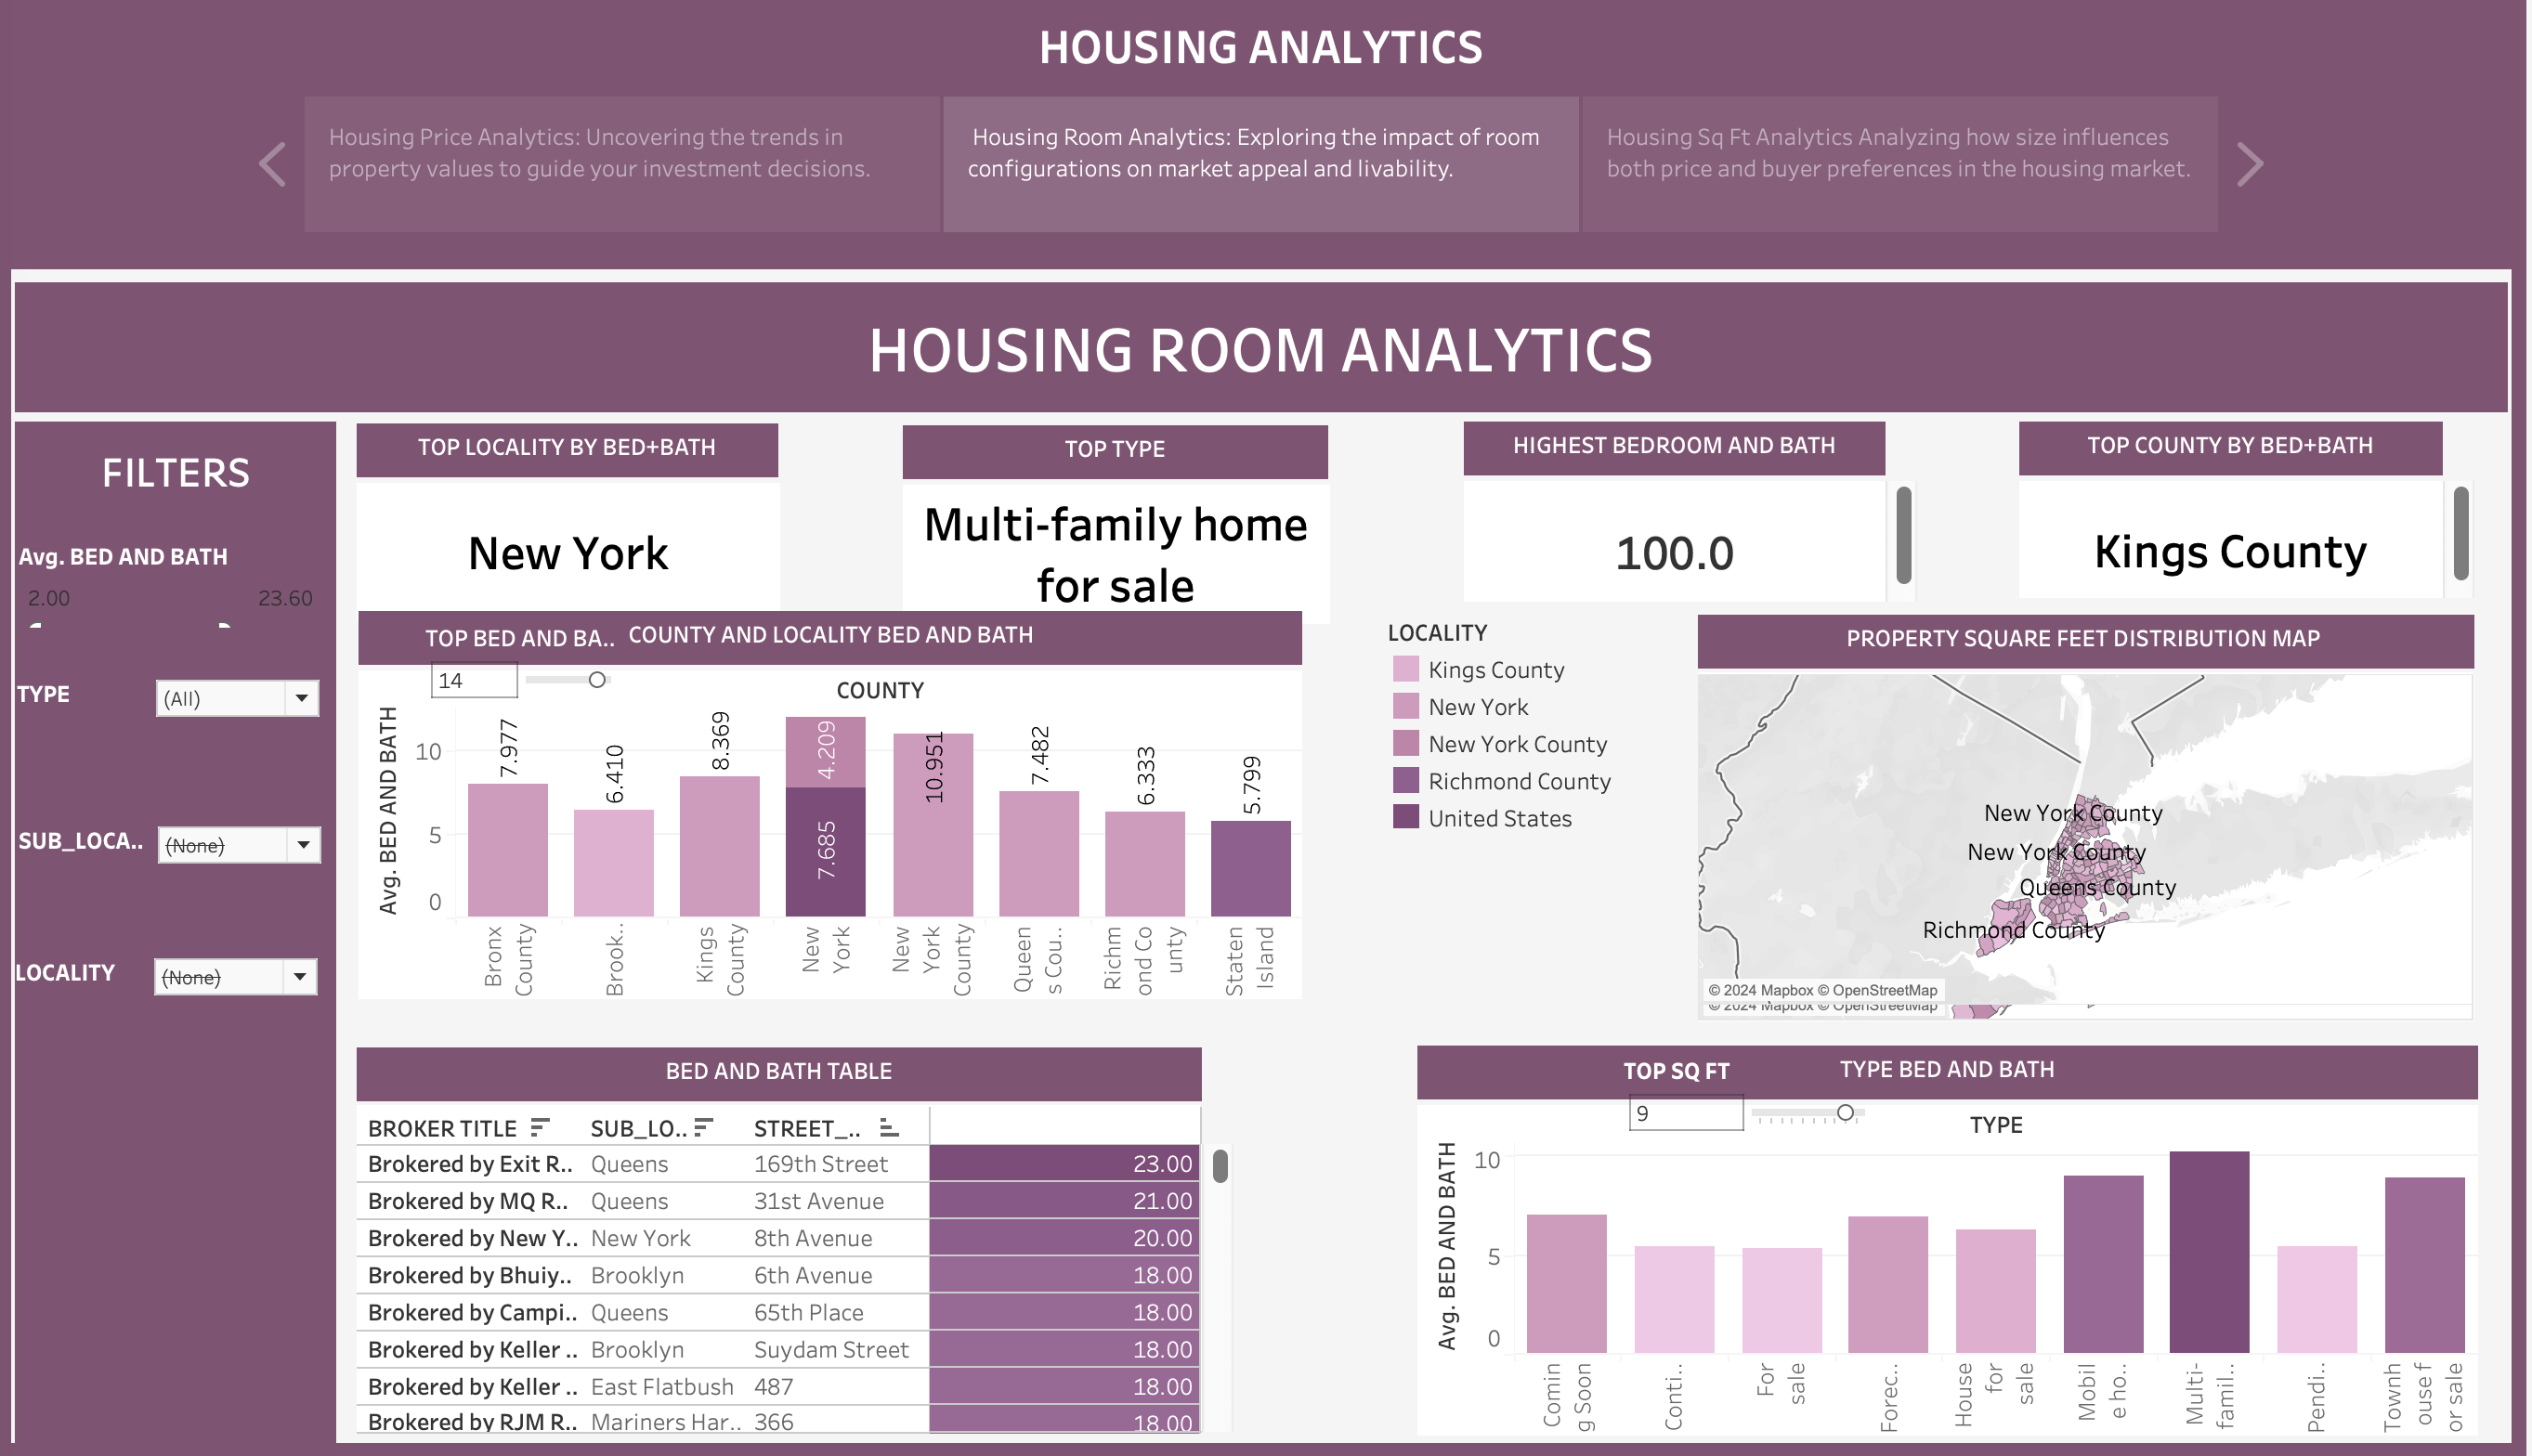 HOUSING ANALYTICS
Housing Price Analytics: Uncovering the trends in
property values to guide your investment decisions.
Housing Room Analytics: Exploring the impact of room
configurations on market appeal and livability.
Housing Sq Ft Analytics Analyzing how size influences
both price and buyer preferences in the housing market.
HOUSING ROOM ANALYTICS
FILTERS
Avg. BED AND BATH
2.00 23.60
TYPE (All)
SUB_LOCA.. (None)
LOCALITY (None)
TOP LOCALITY BY BED+BATH
New York
TOP TYPE
Multi-family home
for sale
HIGHEST BEDROOM AND BATH
100.0
TOP COUNTY BY BED+BATH
Kings County
TOP BED AND BA.. COUNTY AND LOCALITY BED AND BATH
14
COUNTY
Avg. BED AND BATH
10
5
0
7.977
6.410
8.369
4.209
7.685
10.951
7.482
6.333
5.799
Bronx
County
Brook..
Kings
County
New
York
New
York
County
Queen
s Cou..
Richm
ond Co
unty
Staten
Island
LOCALITY
Kings County
New York
New York County
Richmond County
United States
PROPERTY SQUARE FEET DISTRIBUTION MAP
New York County
New York County
Queens County
Richmond County
© 2024 Mapbox © OpenStreetMap
© 2024 Mapbox © OpenStreetMap
BED AND BATH TABLE
BROKER TITLE SUB_LO.. STREET_..
Brokered by Exit R.. Queens 169th Street 23.00
Brokered by MQ R.. Queens 31st Avenue 21.00
Brokered by New Y.. New York 8th Avenue 20.00
Brokered by Bhuiy.. Brooklyn 6th Avenue 18.00
Brokered by Campi.. Queens 65th Place 18.00
Brokered by Keller .. Brooklyn Suydam Street 18.00
Brokered by Keller .. East Flatbush 487 18.00
Brokered by RJM R.. Mariners Har.. 366 18.00
TOP SQ FT TYPE BED AND BATH
9
TYPE
Avg. BED AND BATH
10
5
0
Comin
g Soon
Conti..
For
sale
Forec..
House
for
sale
Mobil
e ho..
Multi-
famil..
Pendi..
Townh
ouse f
or sale